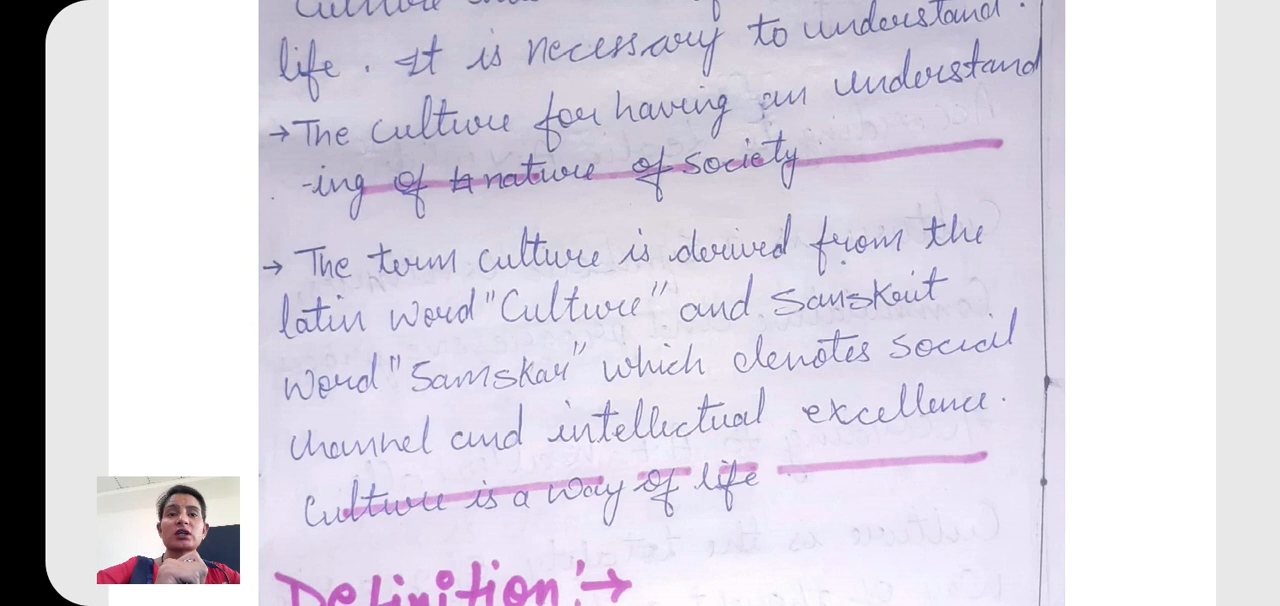 Culture
life. It is necessary to understand.
→ The culture for having an understand
-ing of nature of society
→ The term culture is derived from the
latin word "Culture" and Sanskrit
word "Samskar" which denotes social
channel and intellectual excellence.
Culture is a way of life
Definition:→